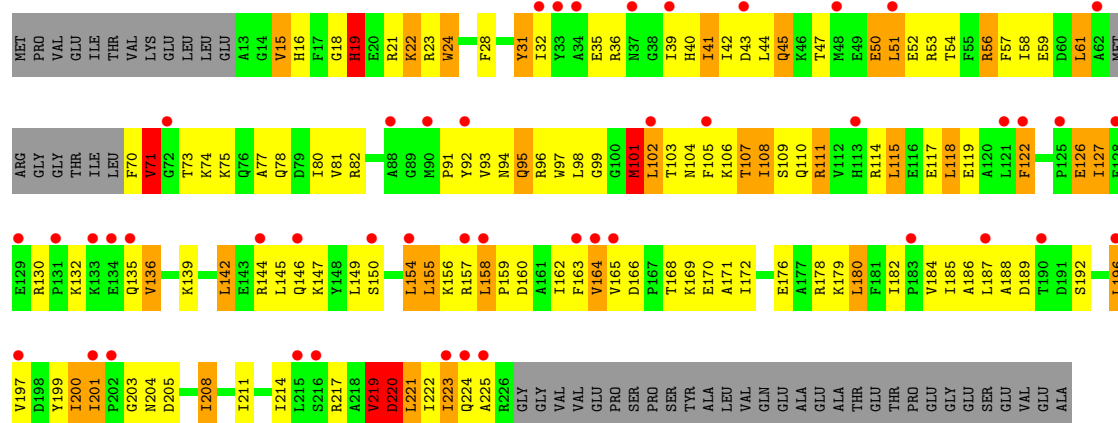 MET PRO VAL GLU ILE THR VAL LYS GLU LEU LEU GLU A13 G14 V15 H16 F17 G18 H19 E20 R21 K22 R23 W24 F28 Y31 I32 Y33 A34 E35 R36 N37 G38 I39 H40 I41 I42 D43 L44 Q45 K46 T47 M48 E49 E50 L51 E52 R53 T54 F55 R56 F57 I58 E59 D60 L61 A62 MET
ARG GLY GLY THR ILE LEU F70 V71 G72 T73 K74 K75 Q76 A77 Q78 D79 I80 V81 R82 A88 G89 M90 P91 Y92 V93 N94 Q95 R96 W97 L98 G99 G100 M101 L102 T103 N104 F105 K106 T107 I108 S109 Q110 R111 V112 H113 R114 L115 E116 E117 L118 E119 A120 L121 F122 P125 E126 I127 E128
E129 R130 P131 K132 K133 E134 Q135 V136 K139 L142 E143 R144 L145 Q146 K147 Y148 L149 S150 L154 L155 K156 R157 L158 P159 D160 A161 I162 F163 V164 V165 D166 P167 T168 K169 E170 A171 I172 E176 A177 R178 K179 L180 F181 I182 P183 V184 I185 A186 L187 A188 D189 T190 D191 S192 L196
V197 D198 Y199 I200 I201 P202 G203 N204 D205 I208 I211 I214 L215 S216 R217 A218 V219 D220 L221 I222 I223 Q224 A225 R226 GLY GLY VAL VAL GLU PRO SER PRO SER TYR ALA LEU VAL GLN GLU ALA GLU ALA THR GLU THR PRO GLU GLY GLU SER GLU VAL GLU ALA